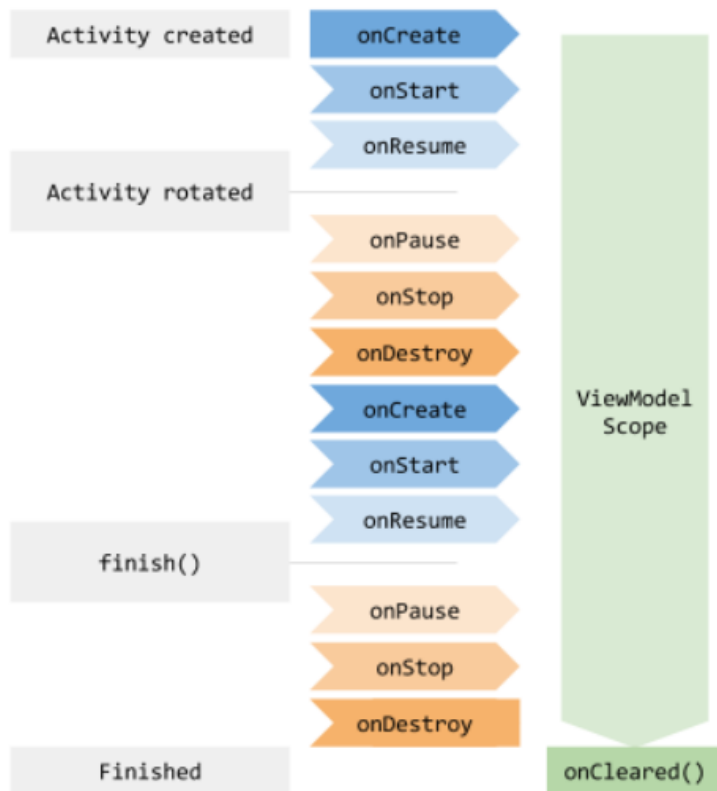 Activity created
onCreate
onStart
onResume
Activity rotated
onPause
onStop
onDestroy
onCreate
ViewModel
Scope
onStart
onResume
finish()
onPause
onStop
onDestroy
Finished
onCleared()